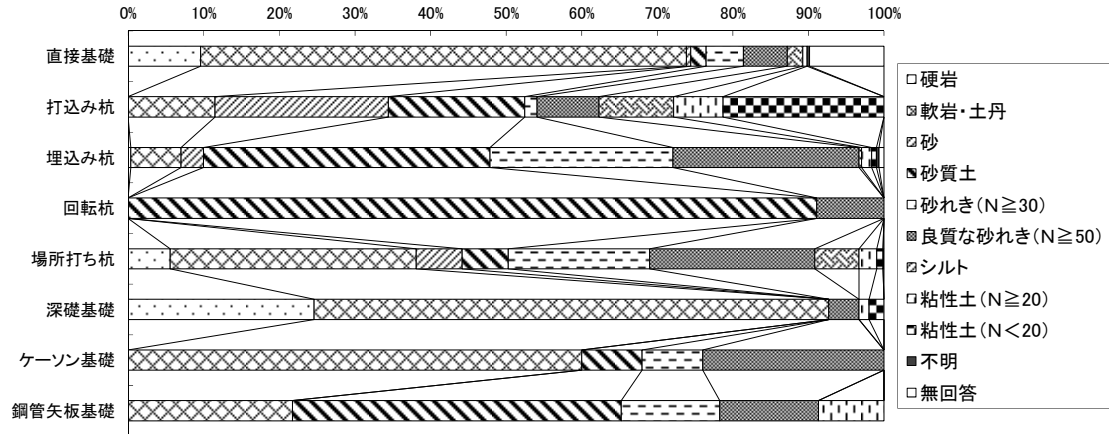 0% 10% 20% 30% 40% 50% 60% 70% 80% 90% 100%
直接基礎
打込み杭
埋込み杭
回転杭
場所打ち杭
深礎基礎
ケーソン基礎
鋼管矢板基礎
硬岩
軟岩・土丹
砂
砂質土
砂れき(N≧30)
良質な砂れき(N≧50)
シルト
粘性土(N≧20)
粘性土(N<20)
不明
無回答